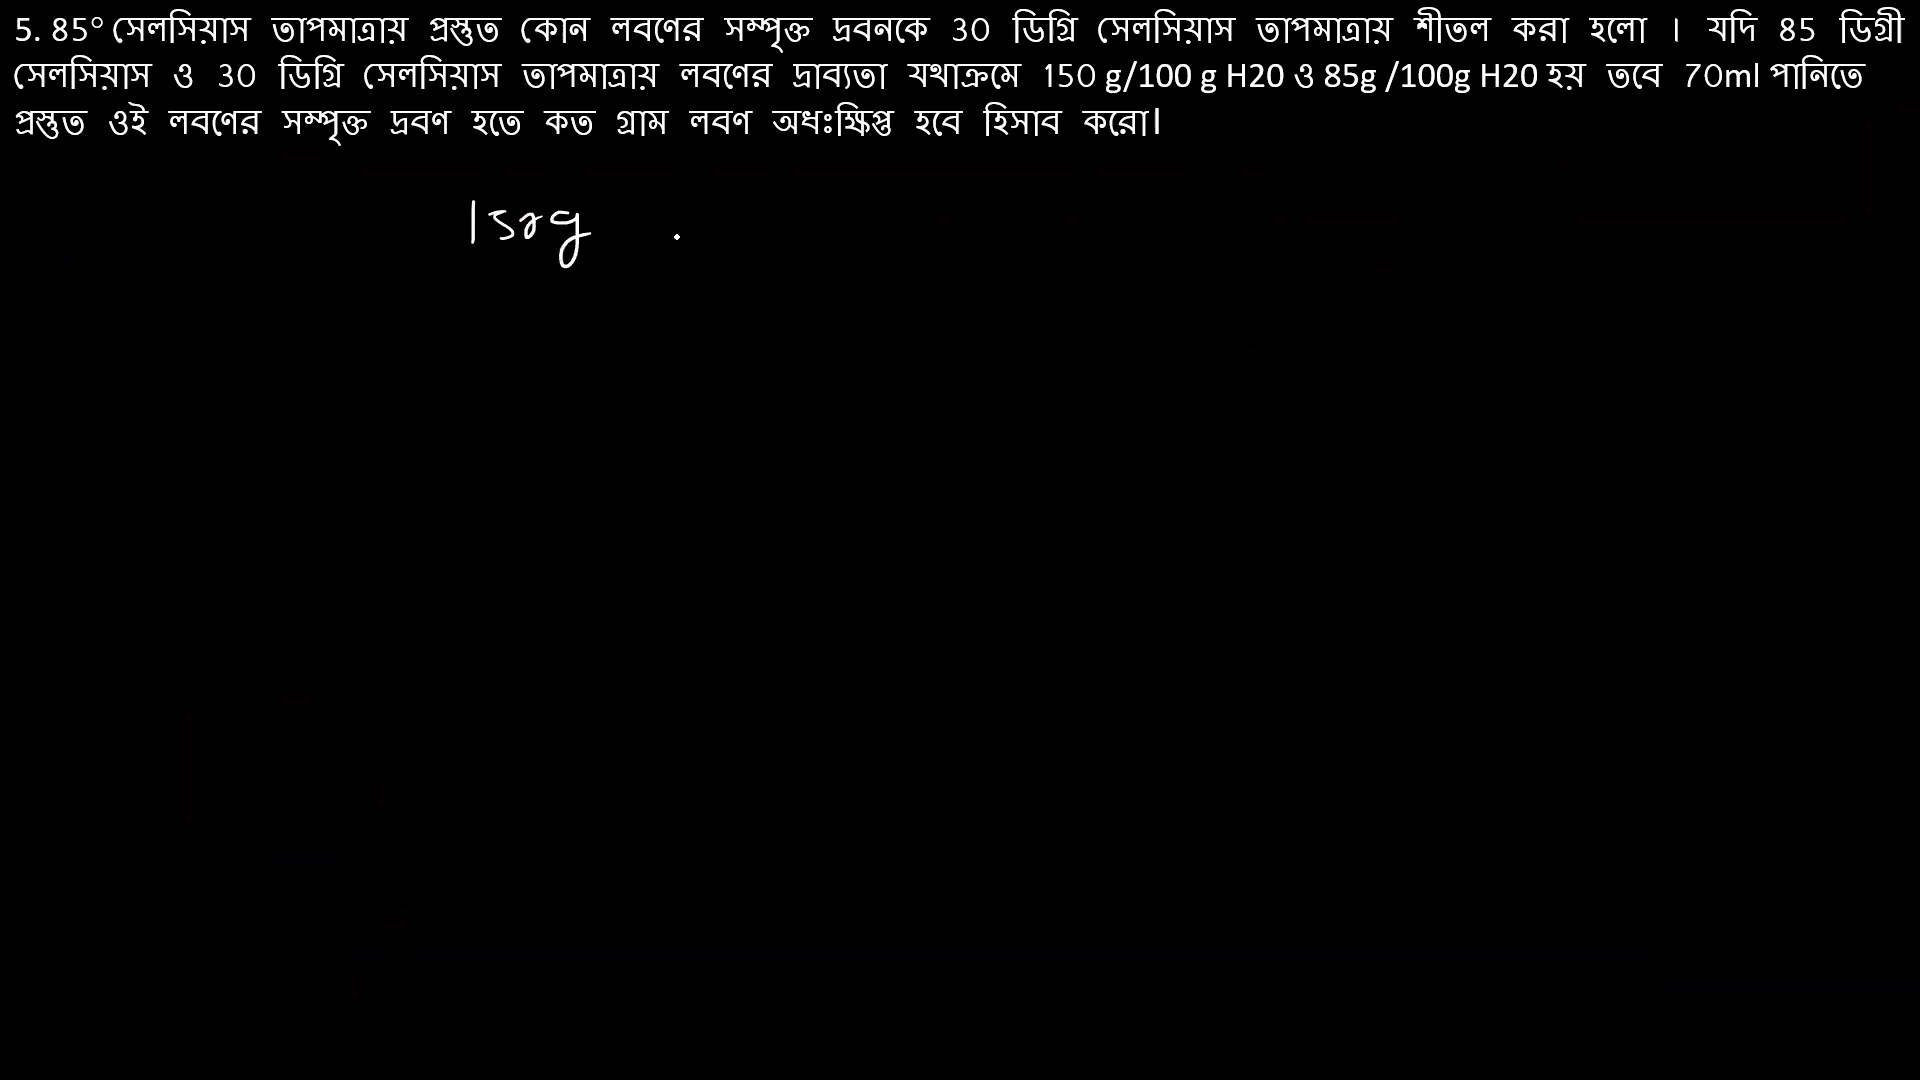 5. 85° সেলসিয়াস তাপমাত্রায় প্রস্তুত কোন লবণের সম্পৃক্ত দ্রবনকে 30 ডিগ্রি সেলসিয়াস তাপমাত্রায় শীতল করা হলো । যদি 85 ডিগ্রী
সেলসিয়াস ও 30 ডিগ্রি সেলসিয়াস তাপমাত্রায় লবণের দ্রাব্যতা যথাক্রমে 150 g/100 g H20 ও 85g /100g H20 হয় তবে 70ml পানিতে
প্রস্তুত ওই লবণের সম্পৃক্ত দ্রবণ হতে কত গ্রাম লবণ অধঃক্ষিপ্ত হবে হিসাব করো।
150g